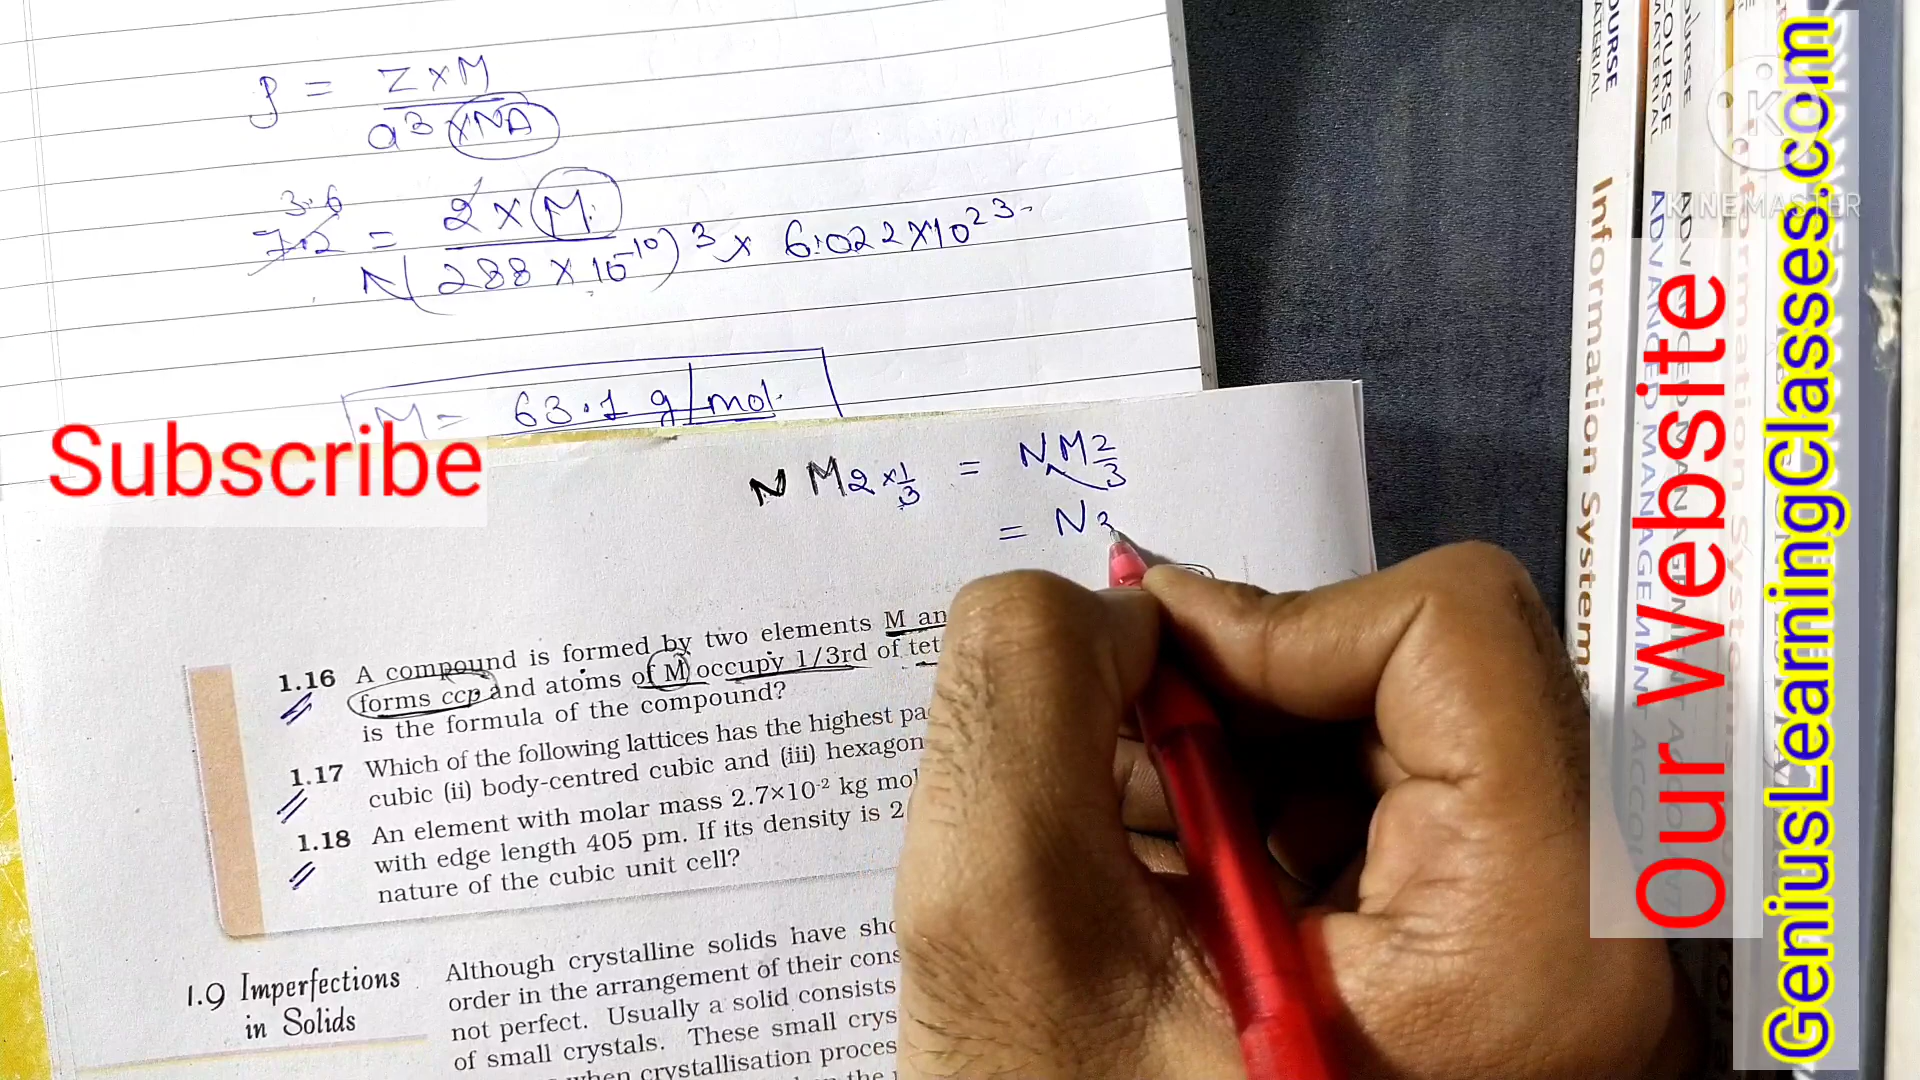 ρ = Z × M
a³ × NA
3.6
7.2 = 2 × M
(288 × 10⁻¹⁰)³ × 6.022 × 10²³
M = 63.1 g/mol
Subscribe
N M2 × 1/3 = N M 2/3
= N 3
1.16 A compound is formed by two elements M an
forms ccp and atoms of M occupy 1/3rd of tet
is the formula of the compound?
1.17 Which of the following lattices has the highest pa
cubic (ii) body-centred cubic and (iii) hexagon
1.18 An element with molar mass 2.7×10⁻² kg mol
with edge length 405 pm. If its density is 2
nature of the cubic unit cell?
1.9 Imperfections
in Solids
Although crystalline solids have sho
order in the arrangement of their cons
not perfect. Usually a solid consists
of small crystals. These small crys
when crystallisation proces
COURSE
MATERIAL
Information Systems
ADVANCED MANAGEMENT ACCO
K
KINEMASTER
Our Website
GeniusLearningClasses.com